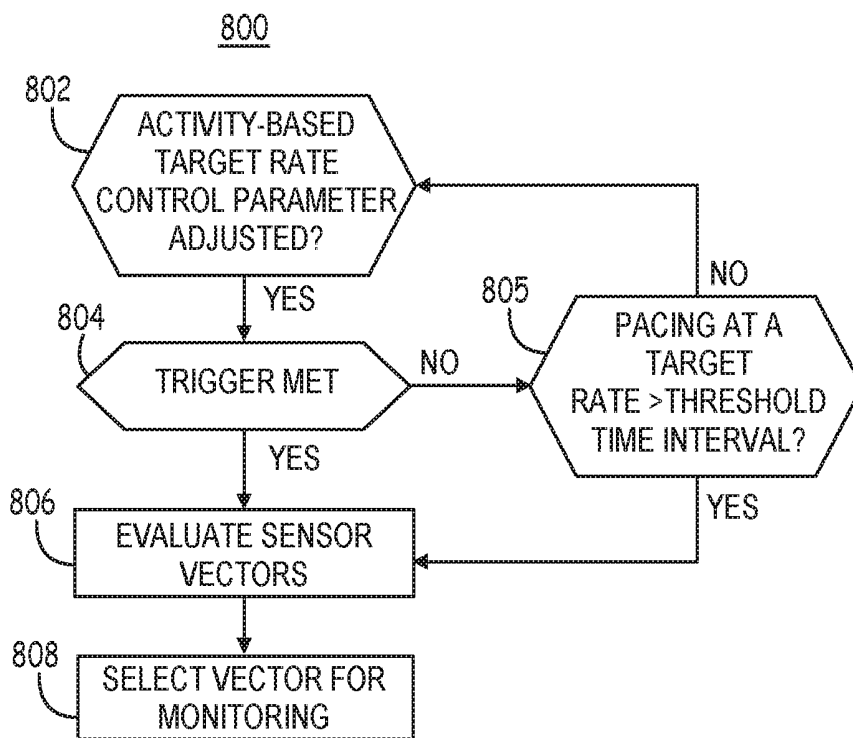 800
802
ACTIVITY-BASED
TARGET RATE
CONTROL PARAMETER
ADJUSTED?
YES
NO
804
TRIGGER MET
NO
805
PACING AT A
TARGET
RATE >THRESHOLD
TIME INTERVAL?
YES
YES
806
EVALUATE SENSOR
VECTORS
808
SELECT VECTOR FOR
MONITORING